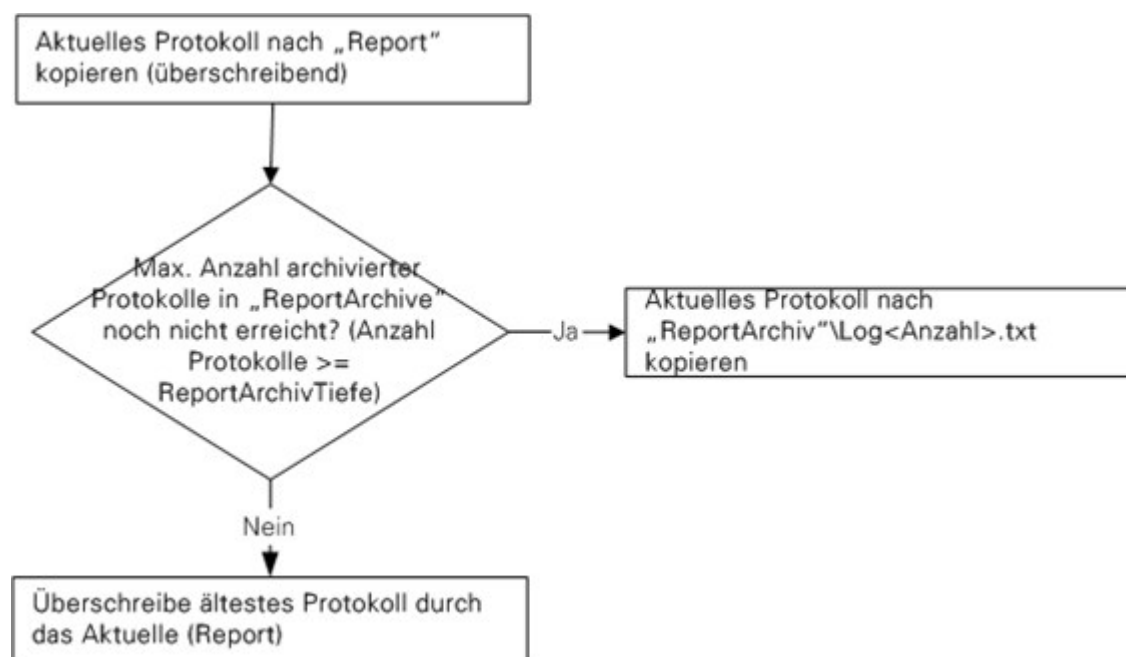 Aktuelles Protokoll nach „Report”
kopieren (überschreibend)
Max. Anzahl archivierter
Protokolle in „ReportArchive”
noch nicht erreicht? (Anzahl
Protokolle >=
ReportArchivTiefe)
Ja
Aktuelles Protokoll nach
„ReportArchiv”\Log<Anzahl>.txt
kopieren
Nein
Überschreibe ältestes Protokoll durch
das Aktuelle (Report)